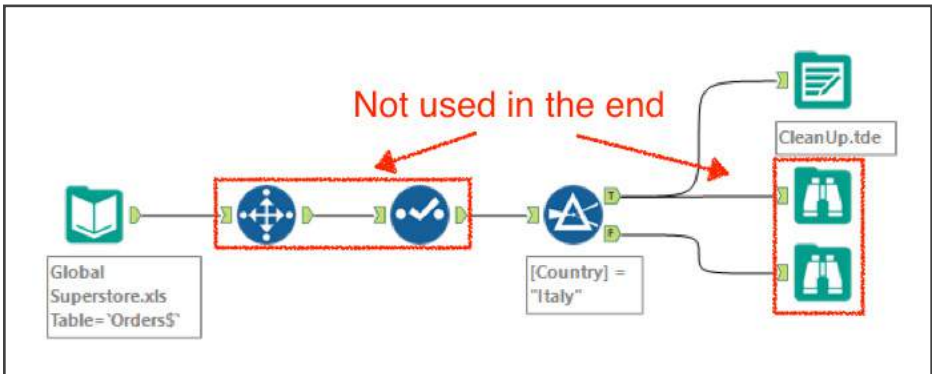 Not used in the end
CleanUp.tde
T
F
Global
Superstore.xls
Table=`Orders$`
[Country] =
"Italy"